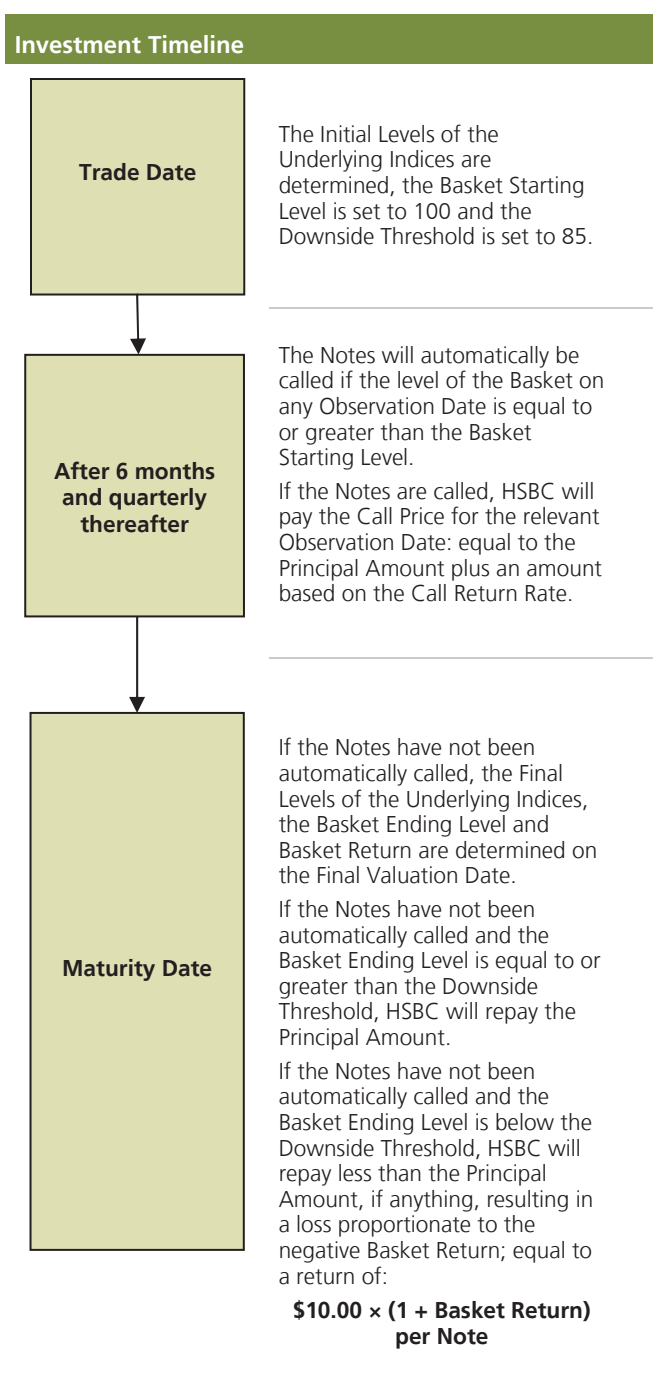 Investment Timeline
Trade Date
The Initial Levels of the
Underlying Indices are
determined, the Basket Starting
Level is set to 100 and the
Downside Threshold is set to 85.
After 6 months
and quarterly
thereafter
The Notes will automatically be
called if the level of the Basket on
any Observation Date is equal to
or greater than the Basket
Starting Level.
If the Notes are called, HSBC will
pay the Call Price for the relevant
Observation Date: equal to the
Principal Amount plus an amount
based on the Call Return Rate.
Maturity Date
If the Notes have not been
automatically called, the Final
Levels of the Underlying Indices,
the Basket Ending Level and
Basket Return are determined on
the Final Valuation Date.
If the Notes have not been
automatically called and the
Basket Ending Level is equal to or
greater than the Downside
Threshold, HSBC will repay the
Principal Amount.
If the Notes have not been
automatically called and the
Basket Ending Level is below the
Downside Threshold, HSBC will
repay less than the Principal
Amount, if anything, resulting in
a loss proportionate to the
negative Basket Return; equal to
a return of:
$10.00 × (1 + Basket Return)
per Note